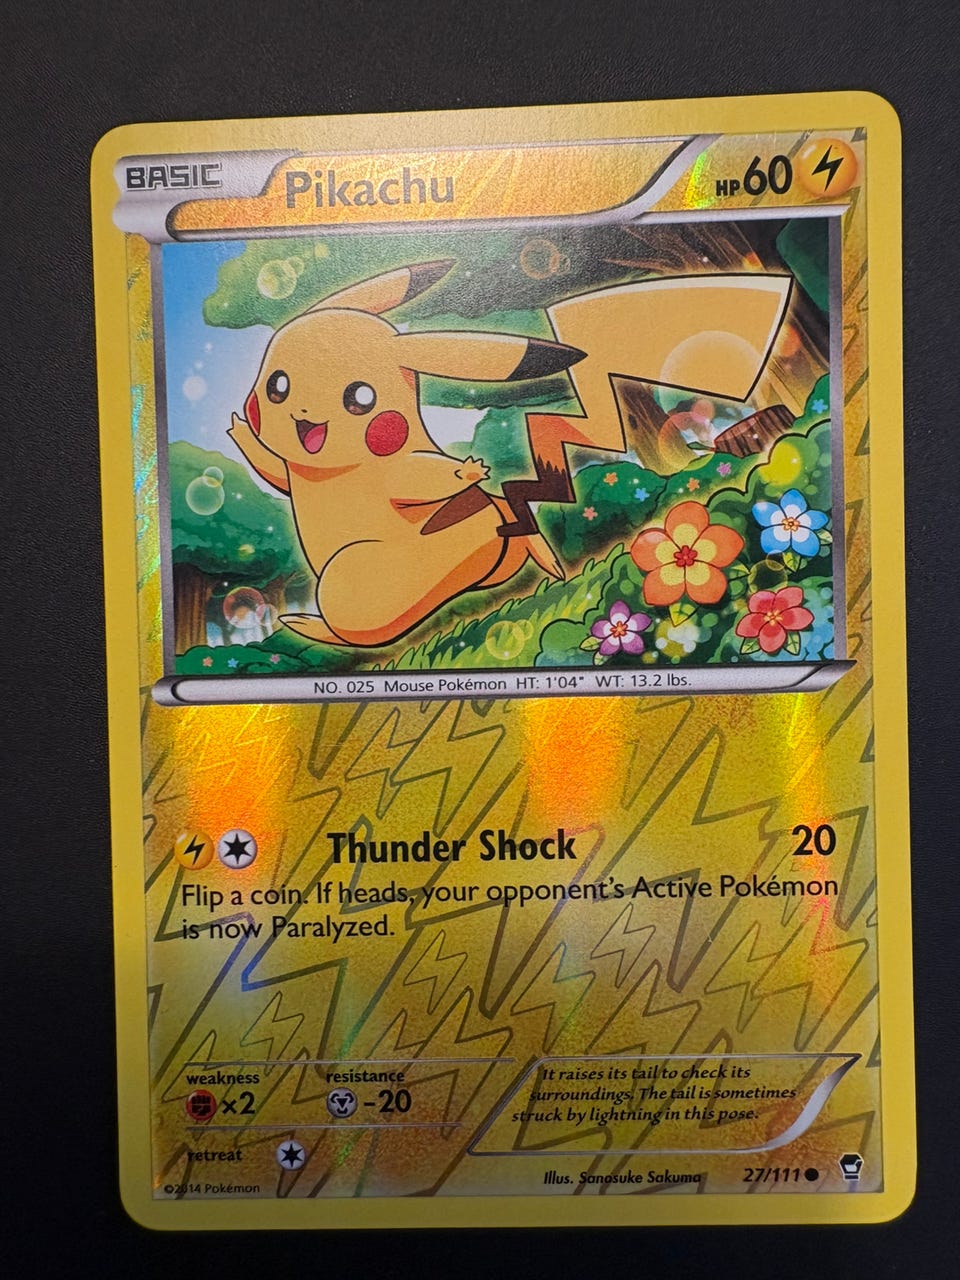 BASIC Pikachu HP60
NO. 025 Mouse Pokémon HT: 1'04" WT: 13.2 lbs.
Thunder Shock 20
Flip a coin. If heads, your opponent's Active Pokémon
is now Paralyzed.
weakness resistance
×2 -20
retreat
It raises its tail to check its
surroundings. The tail is sometimes
struck by lightning in this pose.
Illus. Sanosuke Sakuma 27/111
©2014 Pokémon